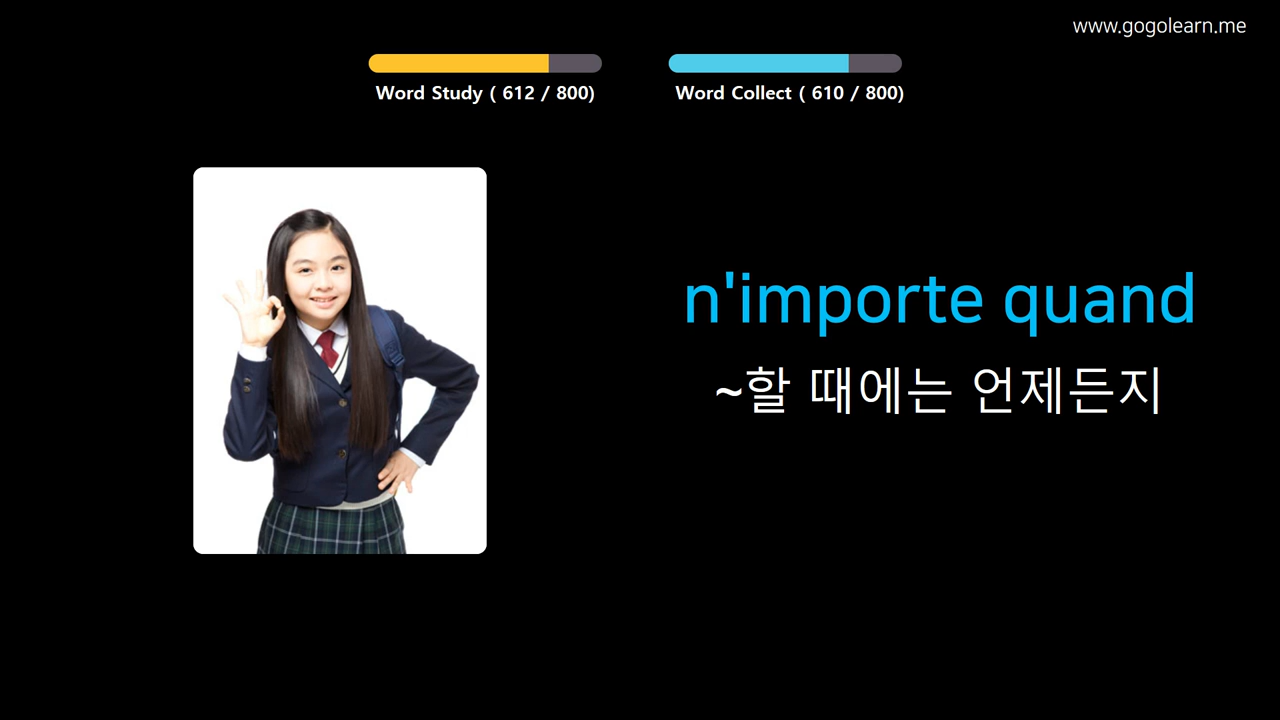 www.gogolearn.me
Word Study ( 612 / 800)
Word Collect ( 610 / 800)
n'importe quand
~할 때에는 언제든지